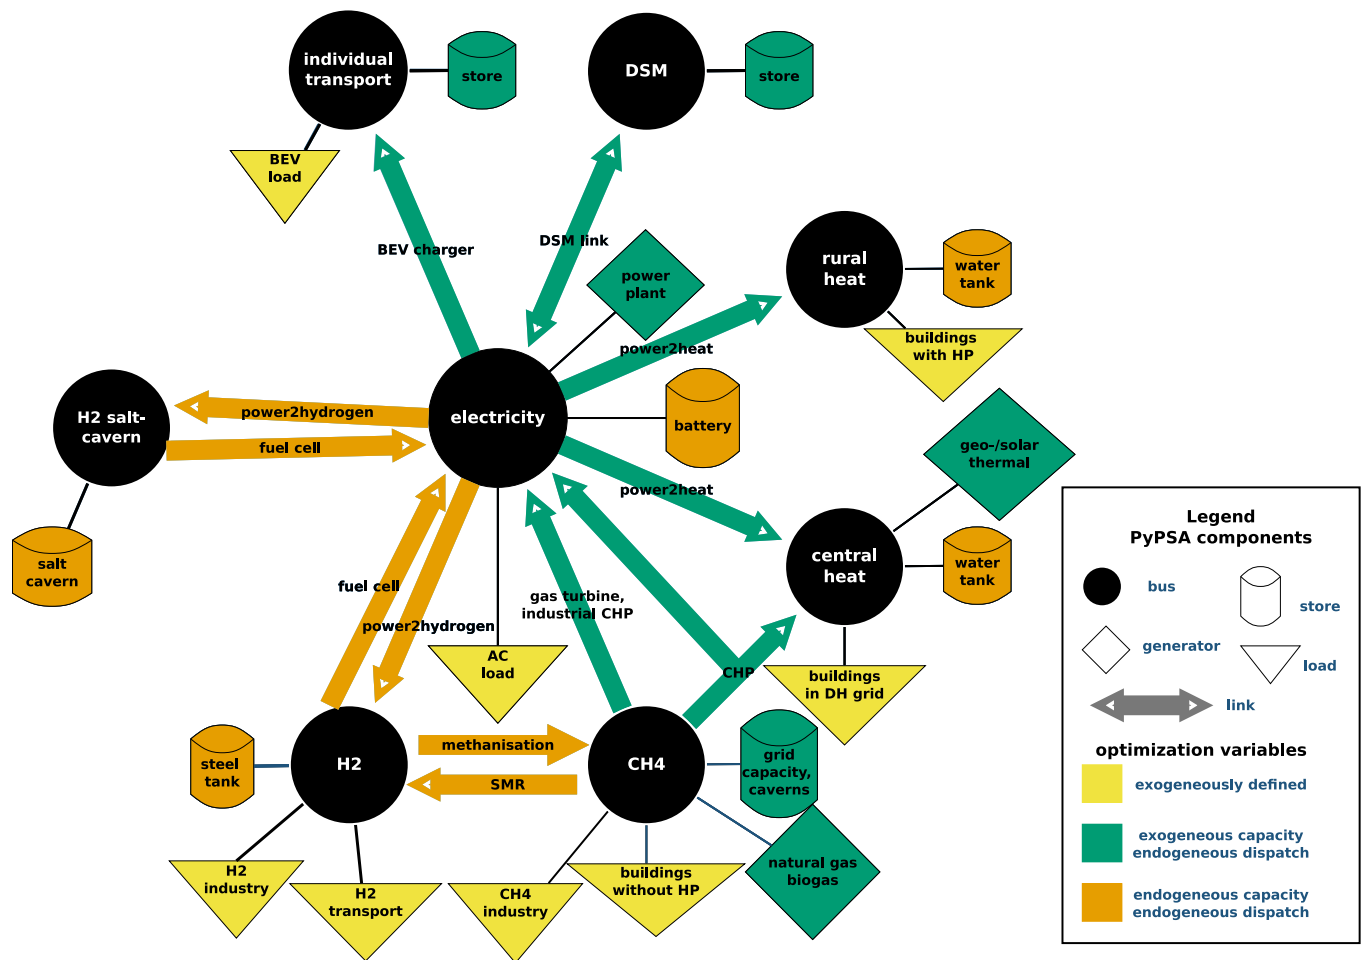 individual
transport
store
DSM
store
BEV
load
BEV charger
DSM link
power
plant
rural
heat
water
tank
buildings
with HP
power2heat
H2 salt-
cavern
power2hydrogen
fuel cell
electricity
battery
geo-/solar
thermal
power2heat
salt
cavern
central
heat
water
tank
fuel cell
power2hydrogen
gas turbine,
industrial CHP
AC
load
CHP
buildings
in DH grid
steel
tank
H2
methanisation
SMR
CH4
grid
capacity,
caverns
H2
industry
H2
transport
CH4
industry
buildings
without HP
natural gas
biogas
Legend
PyPSA components
bus
store
generator
load
link
optimization variables
exogeneously defined
exogeneous capacity
endogeneous dispatch
endogeneous capacity
endogeneous dispatch